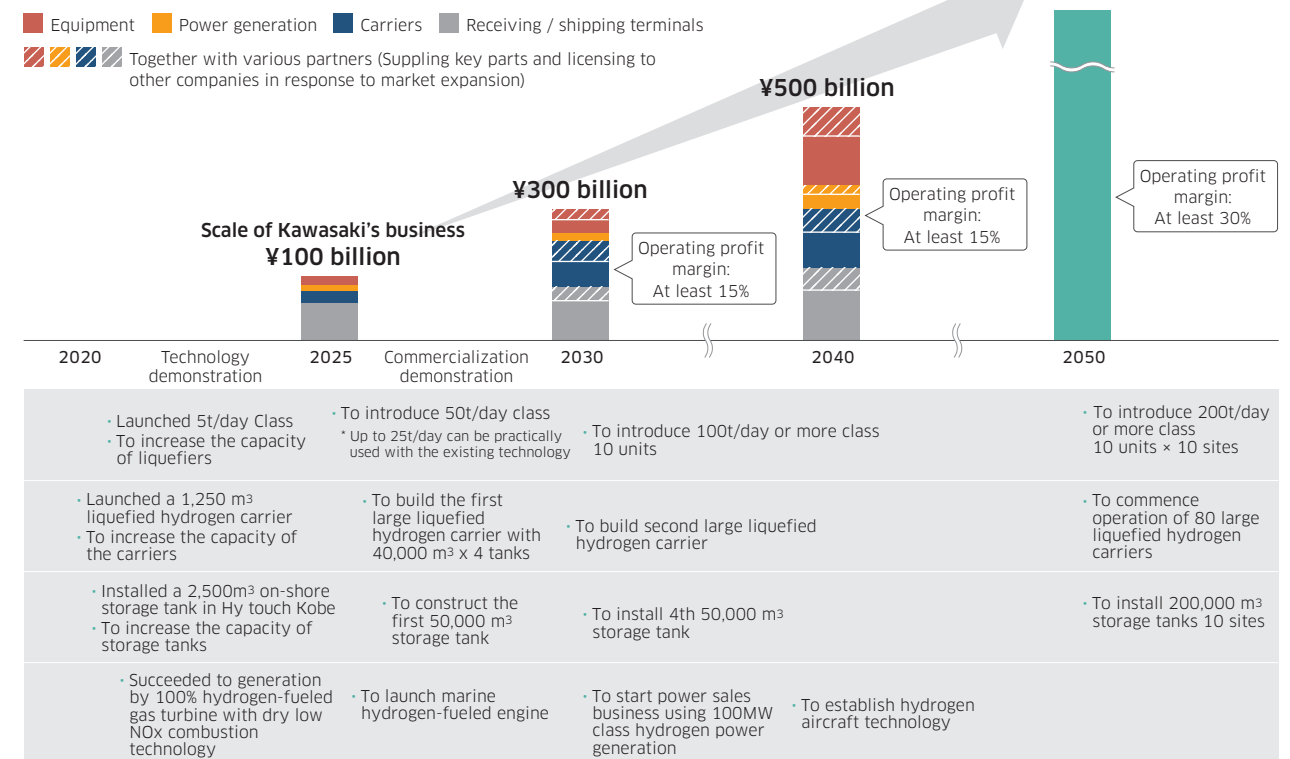 Equipment
Power generation
Carriers
Receiving / shipping terminals
Together with various partners (Suppling key parts and licensing to
other companies in response to market expansion)
Scale of Kawasaki's business
¥100 billion
¥300 billion
Operating profit
margin:
At least 15%
¥500 billion
Operating profit
margin:
At least 15%
Operating profit
margin:
At least 30%
2020
Technology
demonstration
2025
Commercialization
demonstration
2030
2040
2050
· Launched 5t/day Class
· To increase the capacity
of liquefiers
· To introduce 50t/day class
* Up to 25t/day can be practically
used with the existing technology
· To introduce 100t/day or more class
10 units
· To introduce 200t/day
or more class
10 units × 10 sites
· Launched a 1,250 m3
liquefied hydrogen carrier
· To increase the capacity of
the carriers
· To build the first
large liquefied
hydrogen carrier with
40,000 m3 x 4 tanks
· To build second large liquefied
hydrogen carrier
· To commence
operation of 80 large
liquefied hydrogen
carriers
· Installed a 2,500m3 on-shore
storage tank in Hy touch Kobe
· To increase the capacity of
storage tanks
· To construct the
first 50,000 m3
storage tank
· To install 4th 50,000 m3
storage tank
· To install 200,000 m3
storage tanks 10 sites
· Succeeded to generation
by 100% hydrogen-fueled
gas turbine with dry low
NOx combustion
technology
· To launch marine
hydrogen-fueled engine
· To start power sales
business using 100MW
class hydrogen power
generation
· To establish hydrogen
aircraft technology